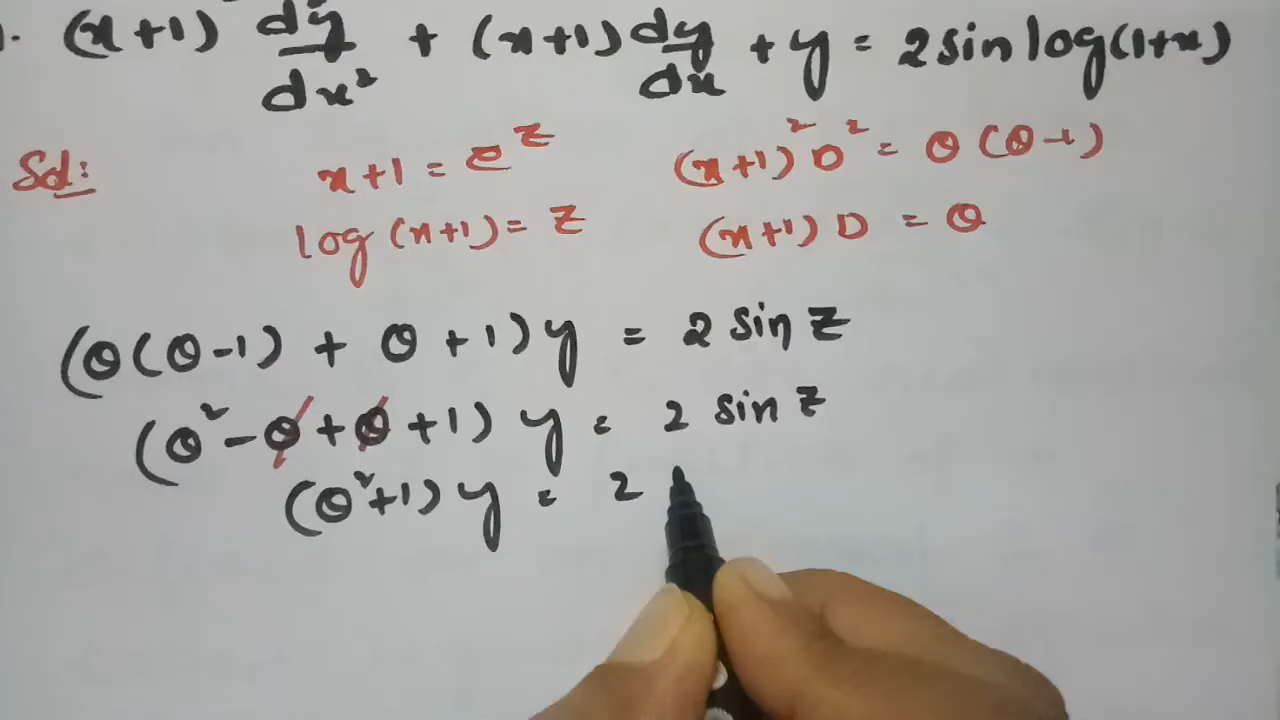 (x+1) d²y/dx² + (x+1) dy/dx + y = 2 sin log(1+x)
Sol: x+1 = e^z (x+1)² D² = θ(θ-1)
log(x+1) = z (x+1) D = θ
(θ(θ-1) + θ + 1) y = 2 sin z
(θ² - θ + θ + 1) y = 2 sin z
(θ²+1) y = 2